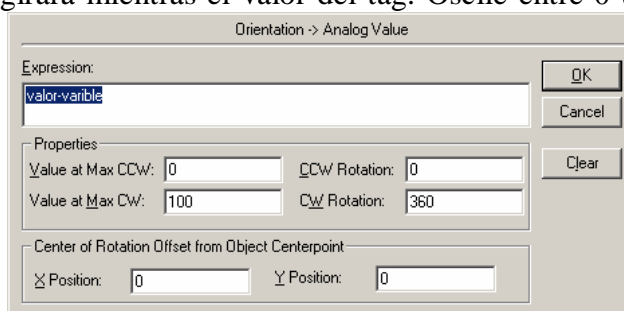 girará mientras el valor del tag. Oscile entre 0
Orientation -> Analog Value
Expression:
valor-varible
OK
Cancel
Clear
Properties
Value at Max CCW: 0 CCW Rotation: 0
Value at Max CW: 100 CW Rotation: 360
Center of Rotation Offset from Object Centerpoint
X Position: 0 Y Position: 0